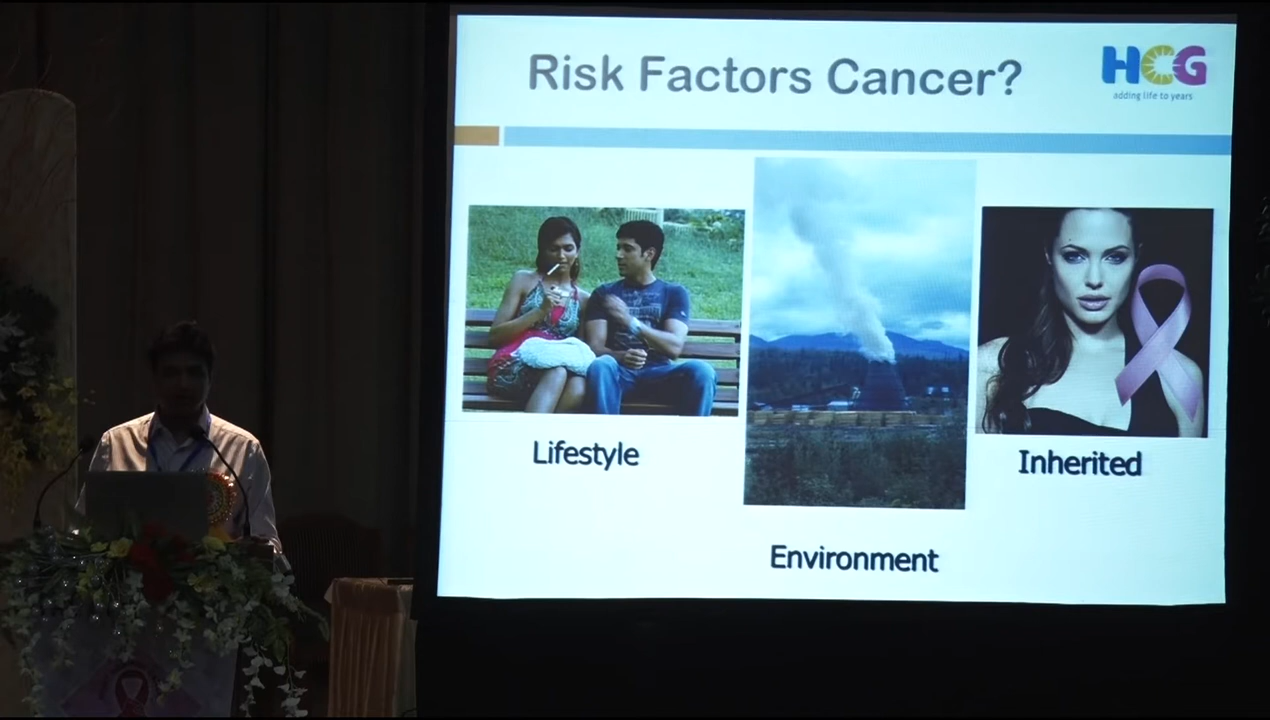 Risk Factors Cancer?
HCG
adding life to years
Lifestyle
Inherited
Environment